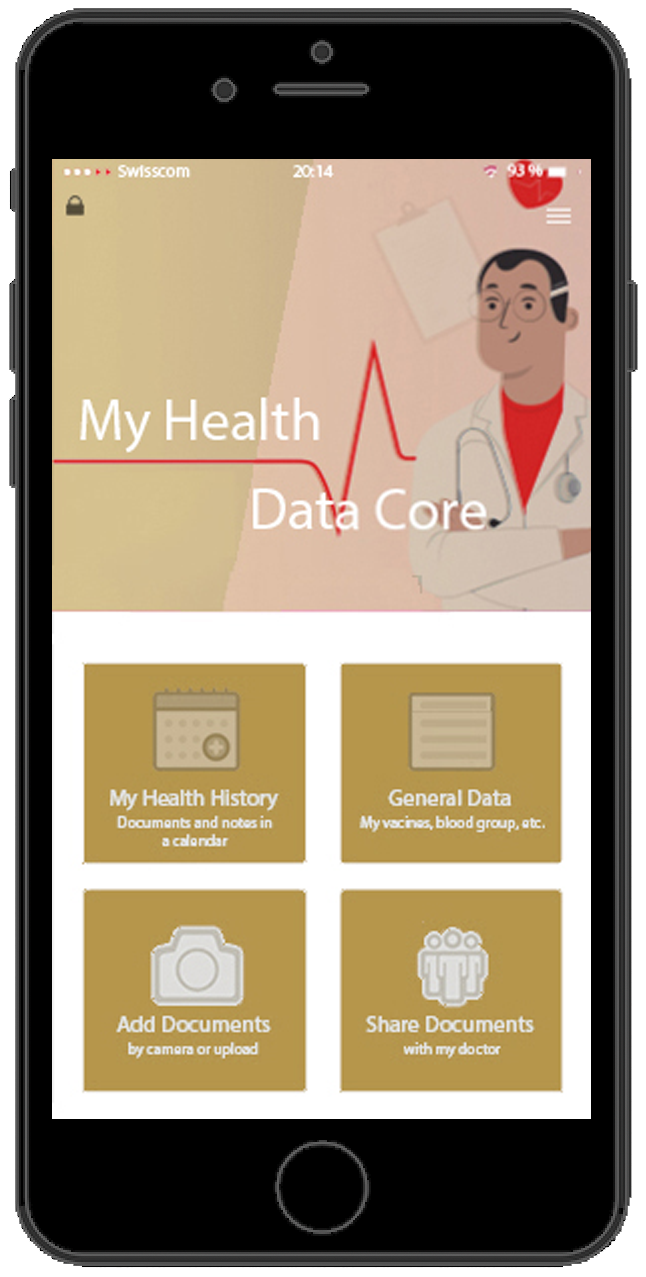 Swisscom 20:14 93%
My Health
Data Core
My Health History
Documents and notes in
a calendar
General Data
My vacines, blood group, etc.
Add Documents
by camera or upload
Share Documents
with my doctor